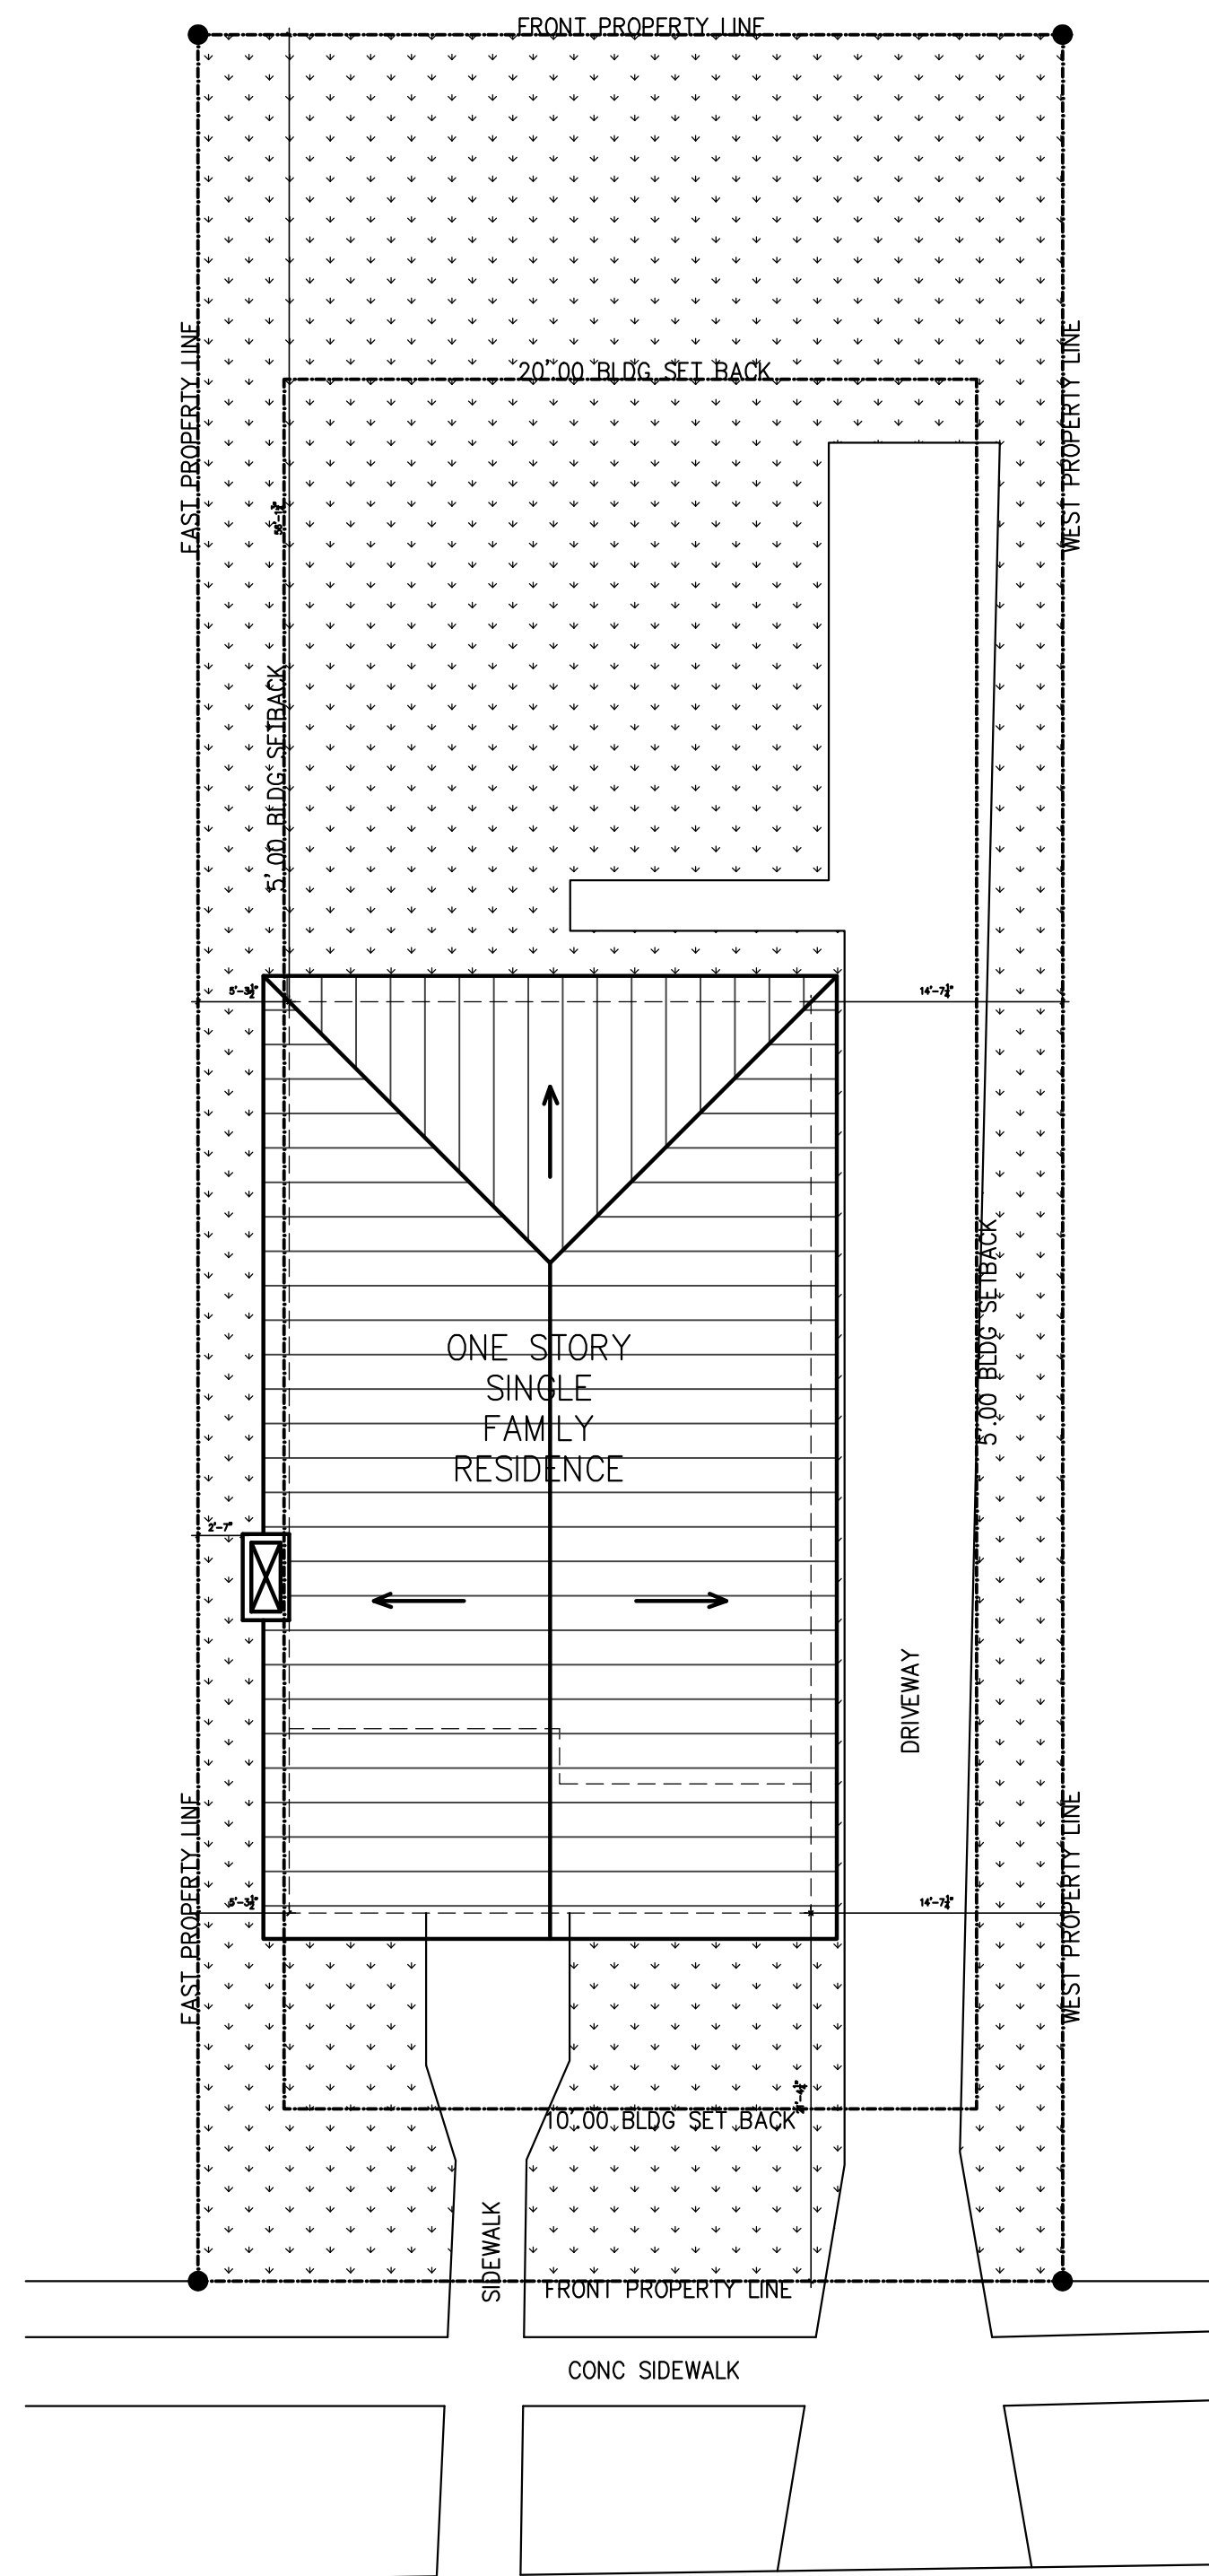 FRONT PROPERTY LINE
EAST PROPERTY LINE
WEST PROPERTY LINE
20'.00 BLDG SET BACK
5'.00 BLDG SETBACK
5'-3½"
14'-7¼"
5'.00 BLDG SETBACK
ONE STORY
SINGLE
FAMILY
RESIDENCE
2'-7"
DRIVEWAY
EAST PROPERTY LINE
WEST PROPERTY LINE
5'-3½"
14'-7¼"
10'.00 BLDG SET BACK
SIDEWALK
FRONT PROPERTY LINE
CONC SIDEWALK